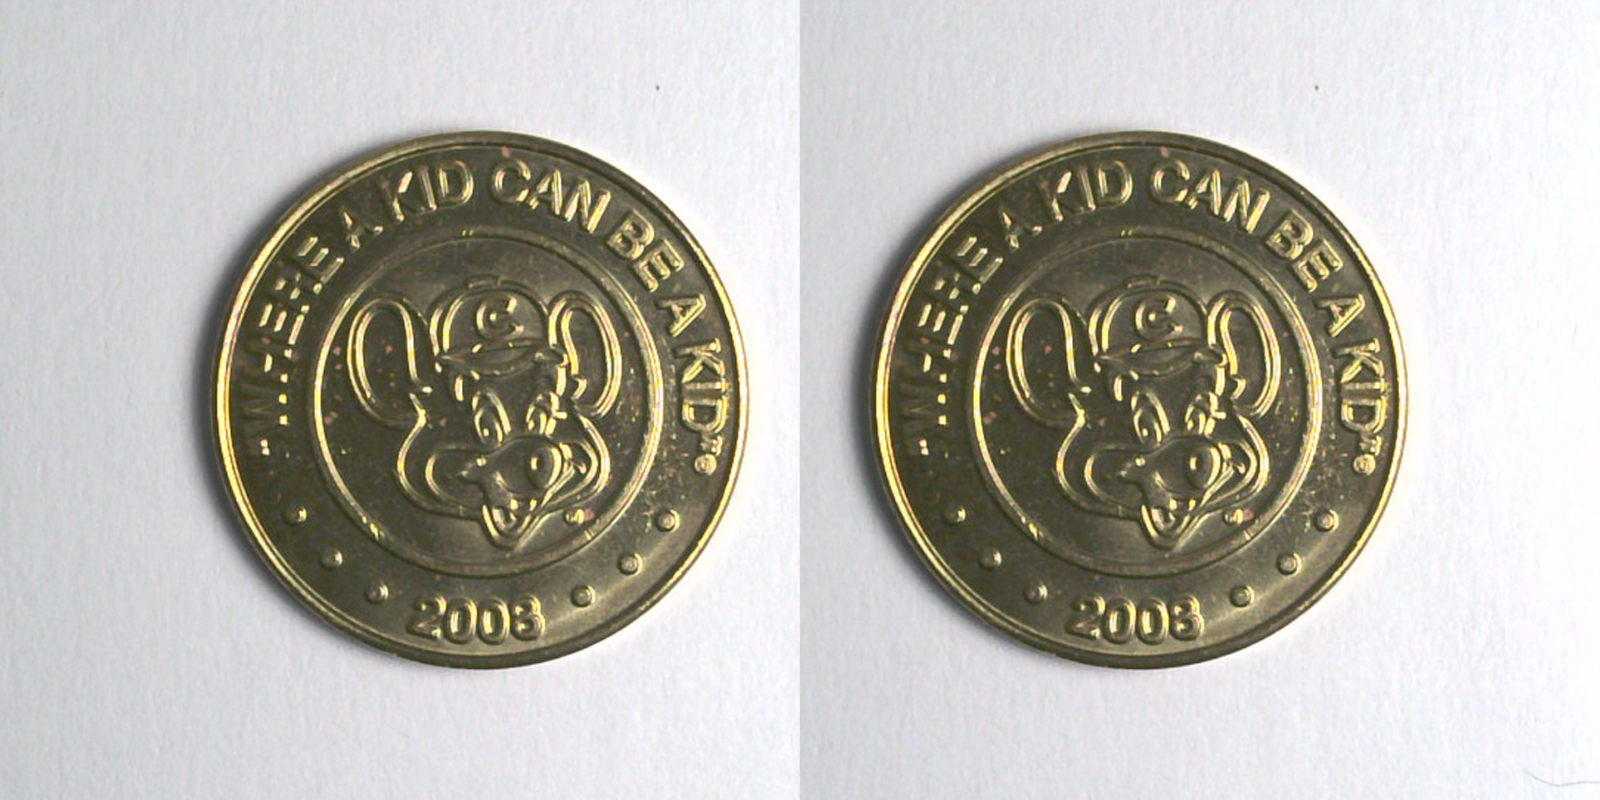 "WHERE A KID CAN BE A KID"®
C
2008
"WHERE A KID CAN BE A KID"®
C
2008